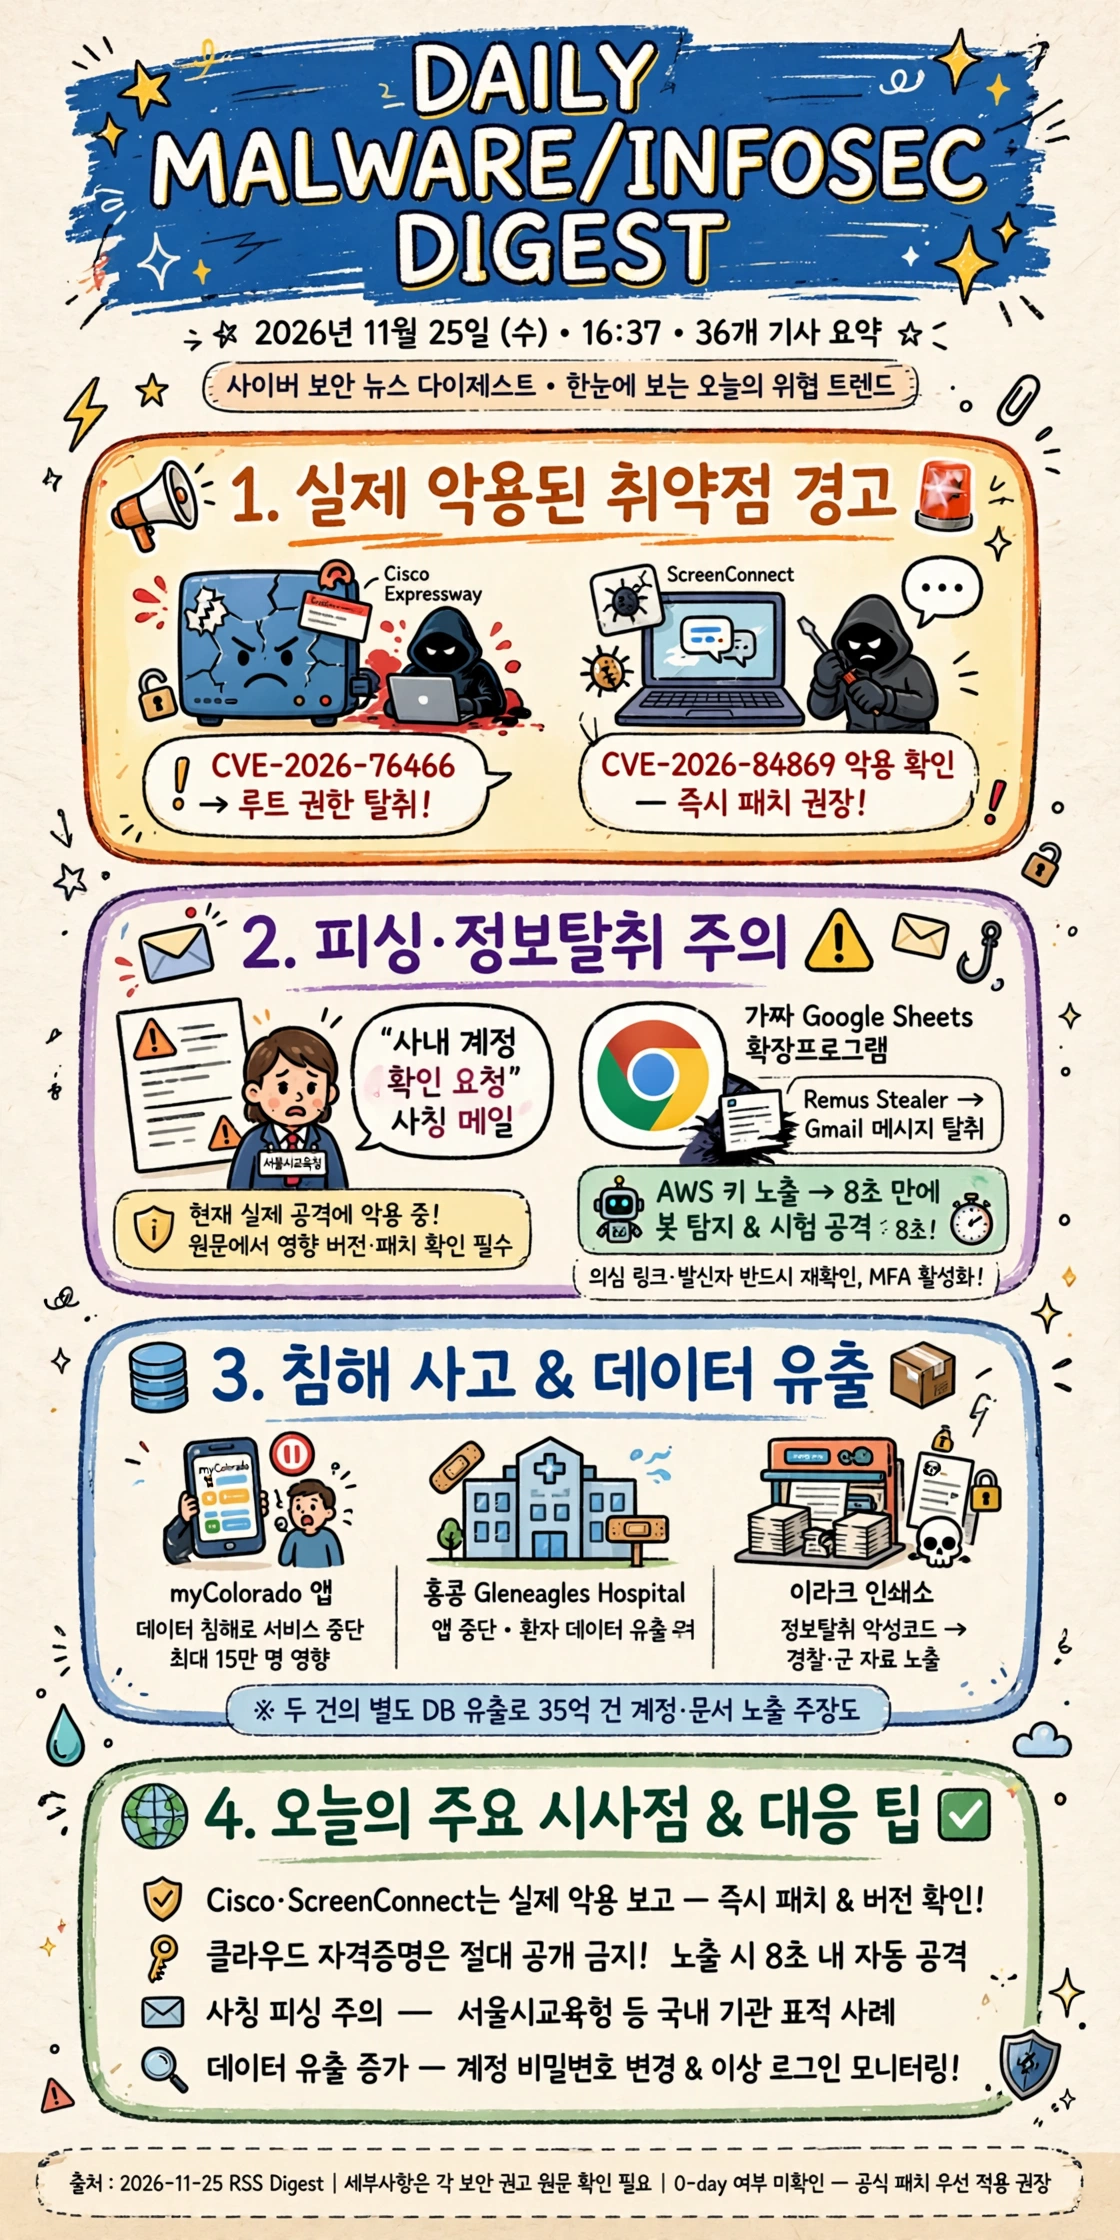 DAILY
MALWARE/INFOSEC
DIGEST
2026년 11월 25일 (수) • 16:37 • 36개 기사 요약
사이버 보안 뉴스 다이제스트 • 한눈에 보는 오늘의 위협 트렌드
1. 실제 악용된 취약점 경고
Cisco
Expressway
ScreenConnect
CVE-2026-76466
→ 루트 권한 탈취!
CVE-2026-84869 악용 확인
— 즉시 패치 권장!
2. 피싱·정보탈취 주의
“사내 계정
확인 요청”
사칭 메일
서울시교육청
현재 실제 공격에 악용 중!
원문에서 영향 버전·패치 확인 필수
가짜 Google Sheets
확장프로그램
Remus Stealer →
Gmail 메시지 탈취
AWS 키 노출 → 8초 만에
봇 탐지 & 시험 공격 : 8초!
의심 링크·발신자 반드시 재확인, MFA 활성화!
3. 침해 사고 & 데이터 유출
myColorado
앱
myColorado 앱
데이터 침해로 서비스 중단
최대 15만 명 영향
홍콩 Gleneagles Hospital
앱 중단 • 환자 데이터 유출
이라크 인쇄소
정보탈취 악성코드 →
경찰·군 자료 노출
※ 두 건의 별도 DB 유출로 35억 건 계정·문서 노출 주장도
4. 오늘의 주요 시사점 & 대응 팁
Cisco·ScreenConnect는 실제 악용 보고 — 즉시 패치 & 버전 확인!
클라우드 자격증명은 절대 공개 금지! 노출 시 8초 내 자동 공격
사칭 피싱 주의 — 서울시교육헝 등 국내 기관 표적 사례
데이터 유출 증가 — 계정 비밀번호 변경 & 이상 로그인 모니터링!
출처 : 2026-11-25 RSS Digest | 세부사항은 각 보안 권고 원문 확인 필요 | 0-day 여부 미확인 — 공식 패치 우선 적용 권장